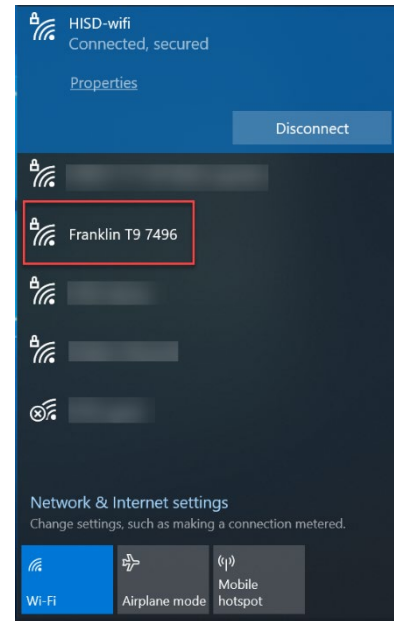 HISD-wifi
Connected, secured
Properties
Disconnect
Franklin T9 7496
Network & Internet settings
Change settings, such as making a connection metered.
Wi-Fi
Airplane mode
Mobile
hotspot